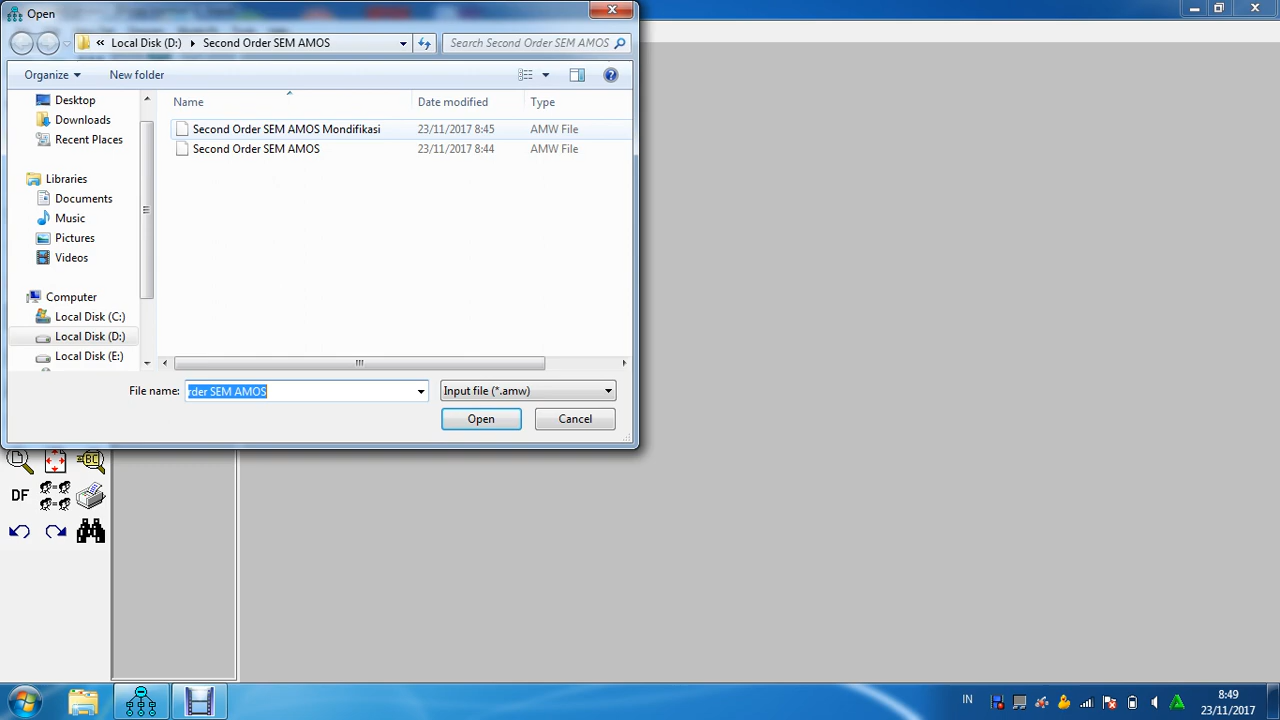 Open
« Local Disk (D:) Second Order SEM AMOS Search Second Order SEM AMOS
Organize New folder
Name Date modified Type
Desktop
Downloads
Recent Places
Libraries
Documents
Music
Pictures
Videos
Computer
Local Disk (C:)
Local Disk (D:)
Local Disk (E:)
Second Order SEM AMOS Mondifikasi 23/11/2017 8:45 AMW File
Second Order SEM AMOS 23/11/2017 8:44 AMW File
File name: rder SEM AMOS Input file (*.amw)
Open Cancel
BC
DF
IN 8:49
23/11/2017